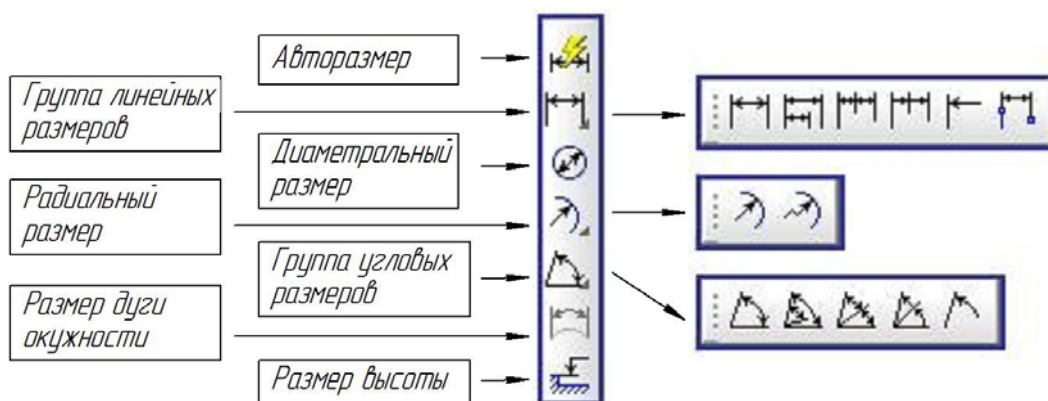 Авторазмер
Группа линейных
размеров
Диаметральный
размер
Радиальный
размер
Группа угловых
размеров
Размер дуги
окужности
Размер высоты